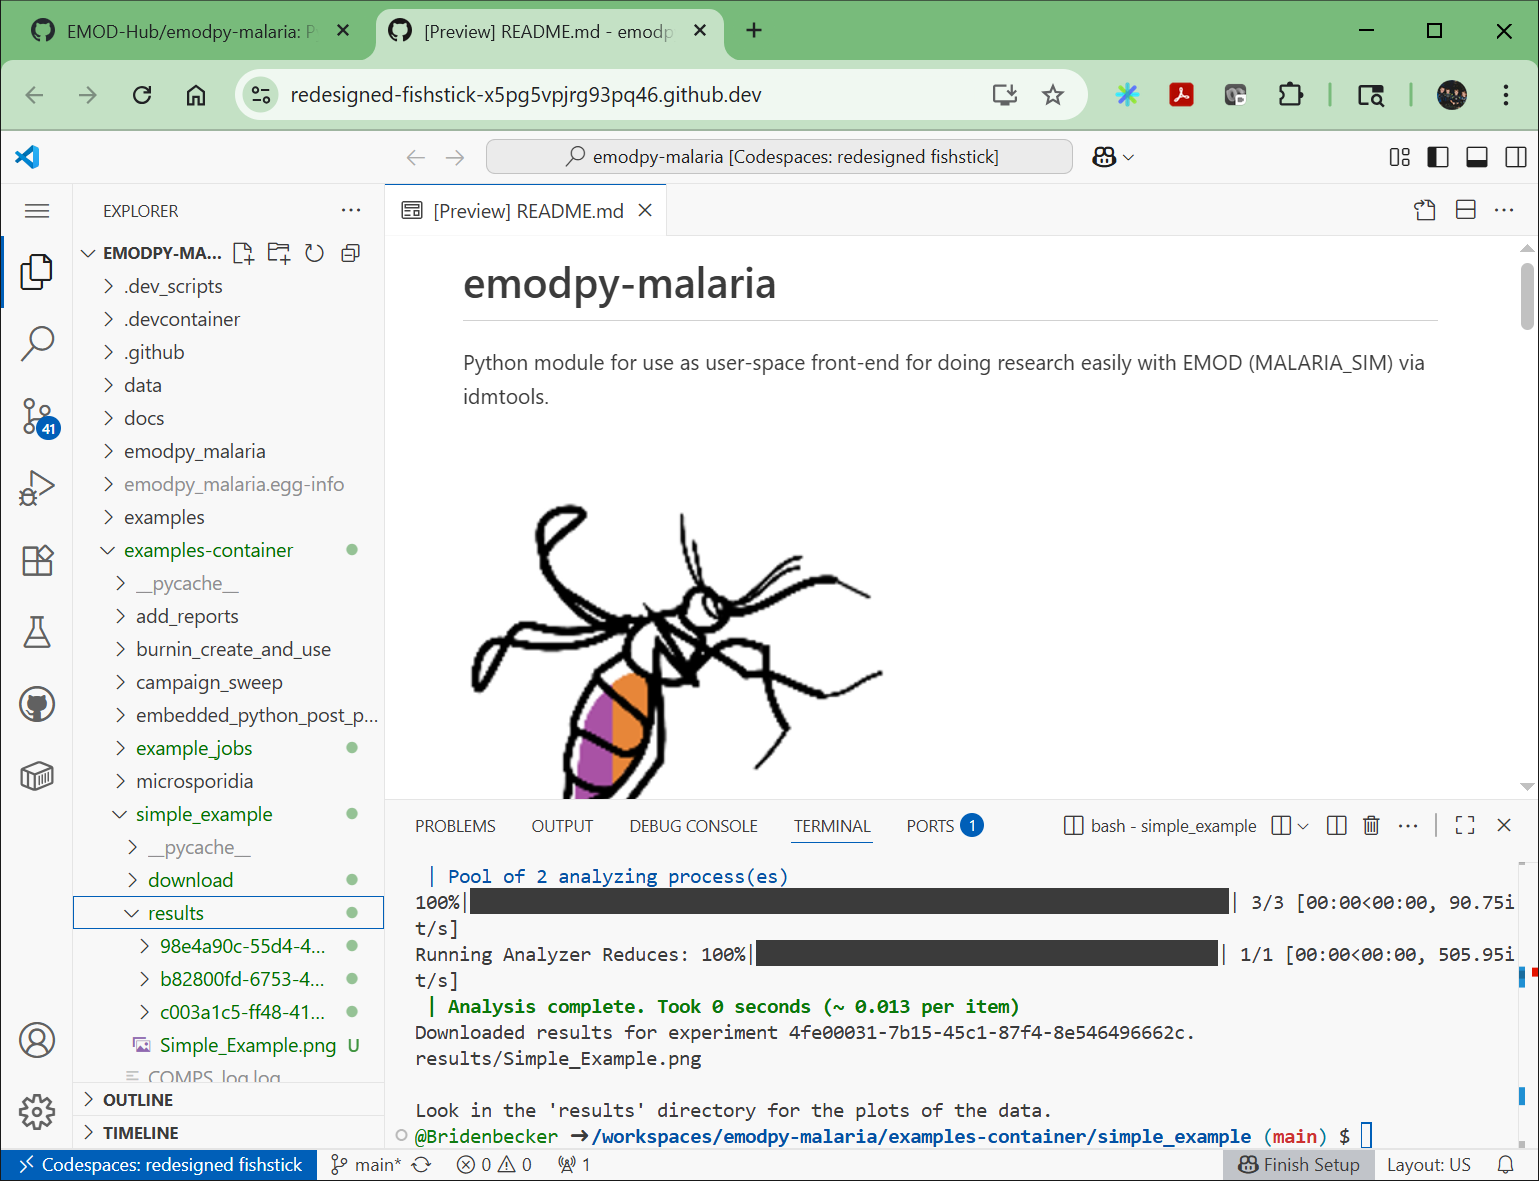 EMOD-Hub/emodpy-malaria: P
[Preview] README.md - emodp
redesigned-fishstick-x5pg5vpjrg93pq46.github.dev
emodpy-malaria [Codespaces: redesigned fishstick]
EXPLORER
EMODPY-MA...
.dev_scripts
.devcontainer
.github
data
docs
emodpy_malaria
emodpy_malaria.egg-info
examples
examples-container
__pycache__
add_reports
burnin_create_and_use
campaign_sweep
embedded_python_post_p...
example_jobs
microsporidia
simple_example
__pycache__
download
results
98e4a90c-55d4-4...
b82800fd-6753-4...
c003a1c5-ff48-41...
Simple_Example.png U
COMPS_log.log
OUTLINE
TIMELINE
41
[Preview] README.md
emodpy-malaria
Python module for use as user-space front-end for doing research easily with EMOD (MALARIA_SIM) via
idmtools.
PROBLEMS OUTPUT DEBUG CONSOLE TERMINAL PORTS 1 bash - simple_example
| Pool of 2 analyzing process(es)
100%| | 3/3 [00:00<00:00, 90.75i
t/s]
Running Analyzer Reduces: 100%| | 1/1 [00:00<00:00, 505.95i
t/s]
| Analysis complete. Took 0 seconds (~ 0.013 per item)
Downloaded results for experiment 4fe00031-7b15-45c1-87f4-8e546496662c.
results/Simple_Example.png
Look in the 'results' directory for the plots of the data.
@Bridenbecker ➜/workspaces/emodpy-malaria/examples-container/simple_example (main) $
Codespaces: redesigned fishstick main* 0 0 1 Finish Setup Layout: US